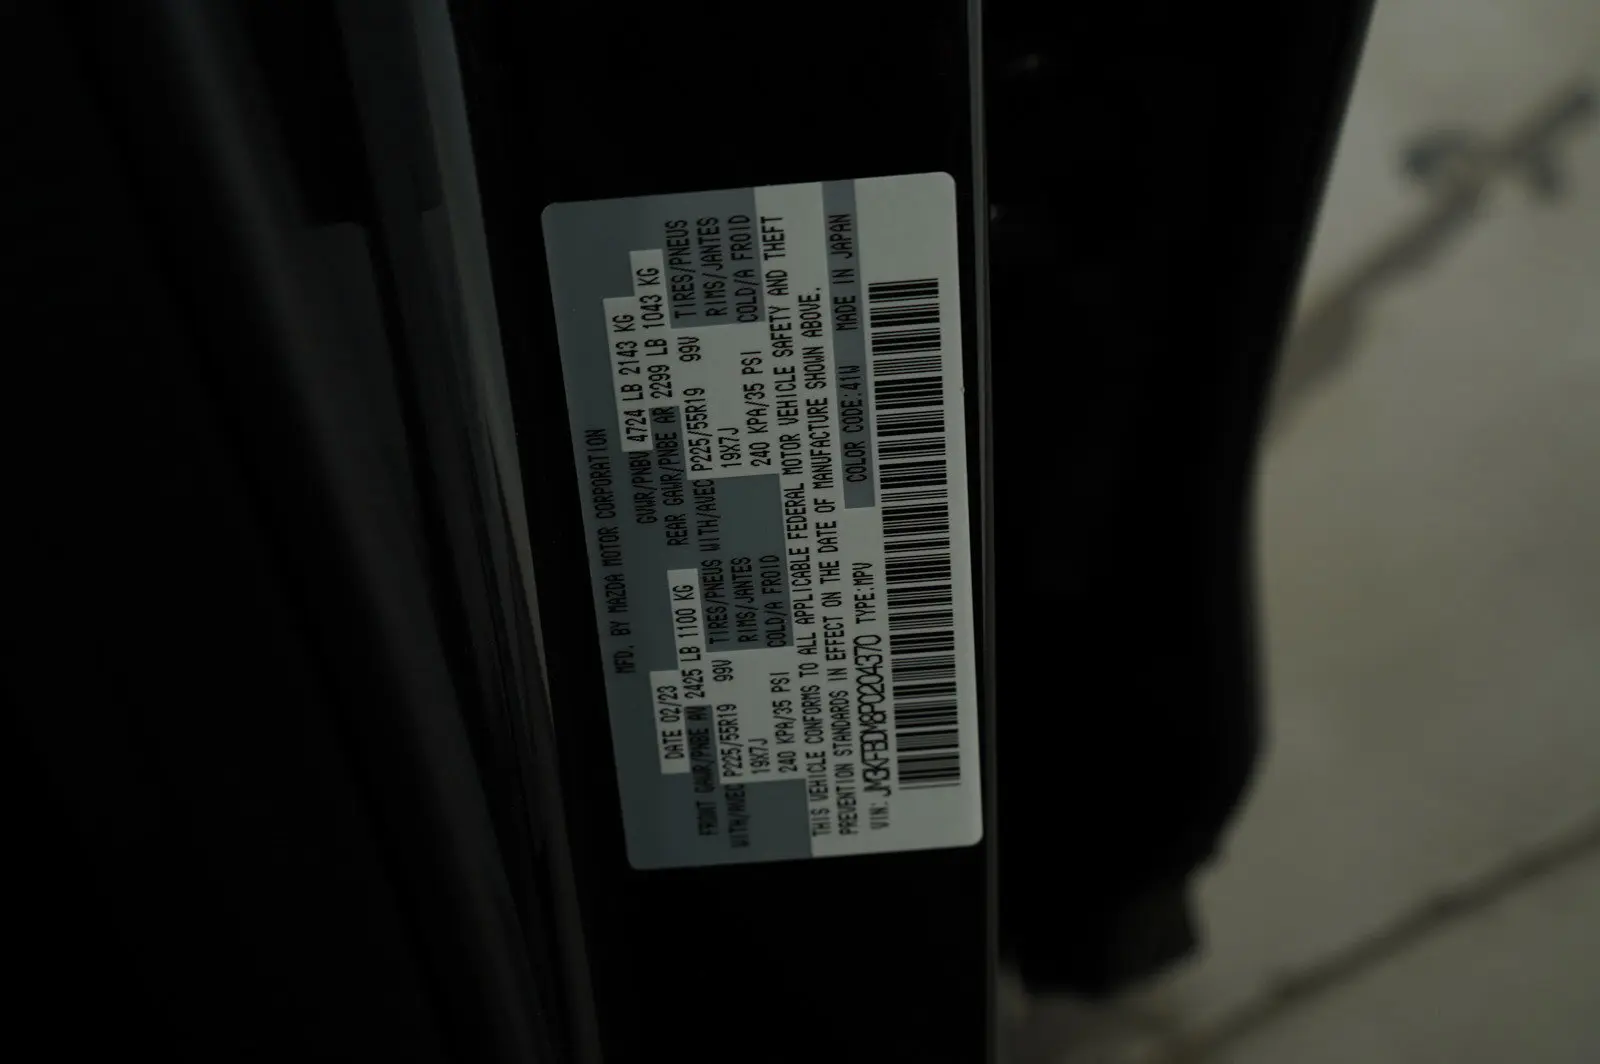 MFD. BY MAZDA MOTOR CORPORATION
DATE 02/23 GVWR/PNBV 4724 LB 2143 KG
FRONT GAWR/PNBE AV 2425 LB 1100 KG REAR GAWR/PNBE AR 2299 LB 1043 KG
WITH/AVEC P225/55R19 99V TIRES/PNEUS WITH/AVEC P225/55R19 99V TIRES/PNEUS
19X7J RIMS/JANTES 19X7J RIMS/JANTES
240 KPA/35 PSI COLD/A FROID 240 KPA/35 PSI COLD/A FROID
THIS VEHICLE CONFORMS TO ALL APPLICABLE FEDERAL MOTOR VEHICLE SAFETY AND THEFT
PREVENTION STANDARDS IN EFFECT ON THE DATE OF MANUFACTURE SHOWN ABOVE.
VIN: JM3KFBDM8P0204370 TYPE:MPV COLOR CODE:41W MADE IN JAPAN